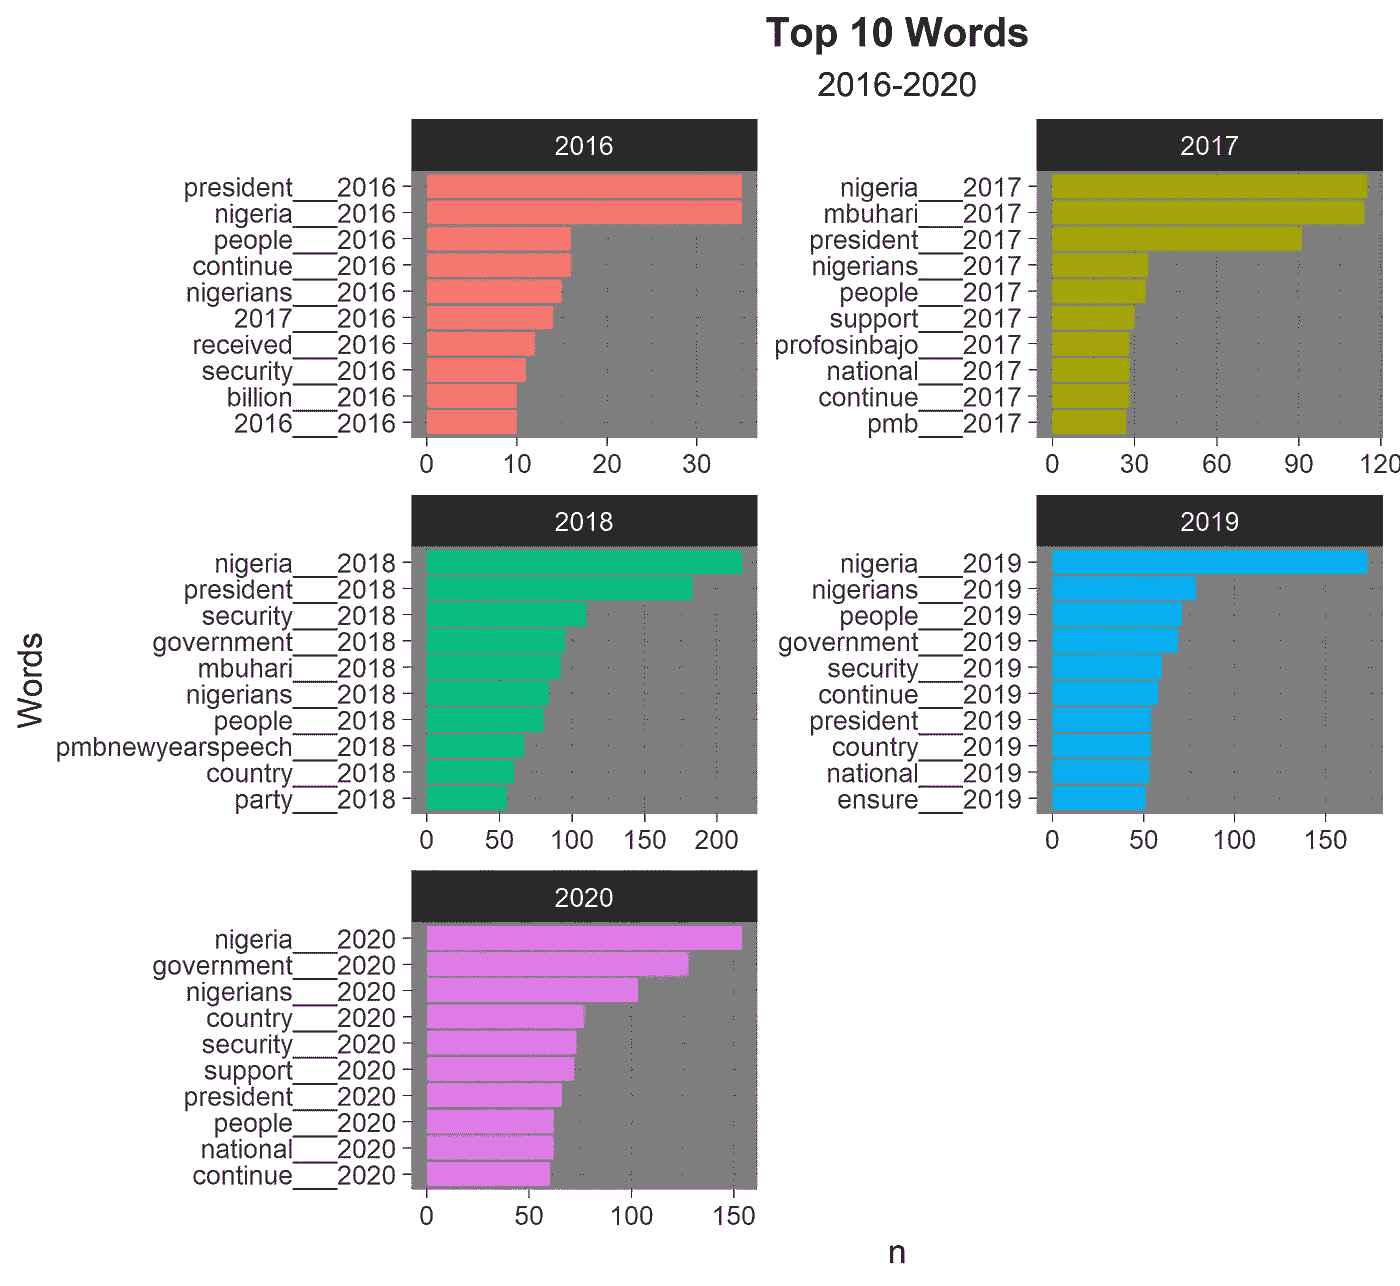 Top 10 Words
2016-2020
2016
president___2016
nigeria___2016
people___2016
continue___2016
nigerians___2016
2017___2016
received___2016
security___2016
billion___2016
2016___2016
0 10 20 30
2017
nigeria___2017
mbuhari___2017
president___2017
nigerians___2017
people___2017
support___2017
profosinbajo___2017
national___2017
continue___2017
pmb___2017
0 30 60 90 120
2018
nigeria___2018
president___2018
security___2018
government___2018
mbuhari___2018
nigerians___2018
people___2018
pmbnewyearspeech___2018
country___2018
party___2018
0 50 100 150 200
2019
nigeria___2019
nigerians___2019
people___2019
government___2019
security___2019
continue___2019
president___2019
country___2019
national___2019
ensure___2019
0 50 100 150
2020
nigeria___2020
government___2020
nigerians___2020
country___2020
security___2020
support___2020
president___2020
people___2020
national___2020
continue___2020
0 50 100 150
Words
n